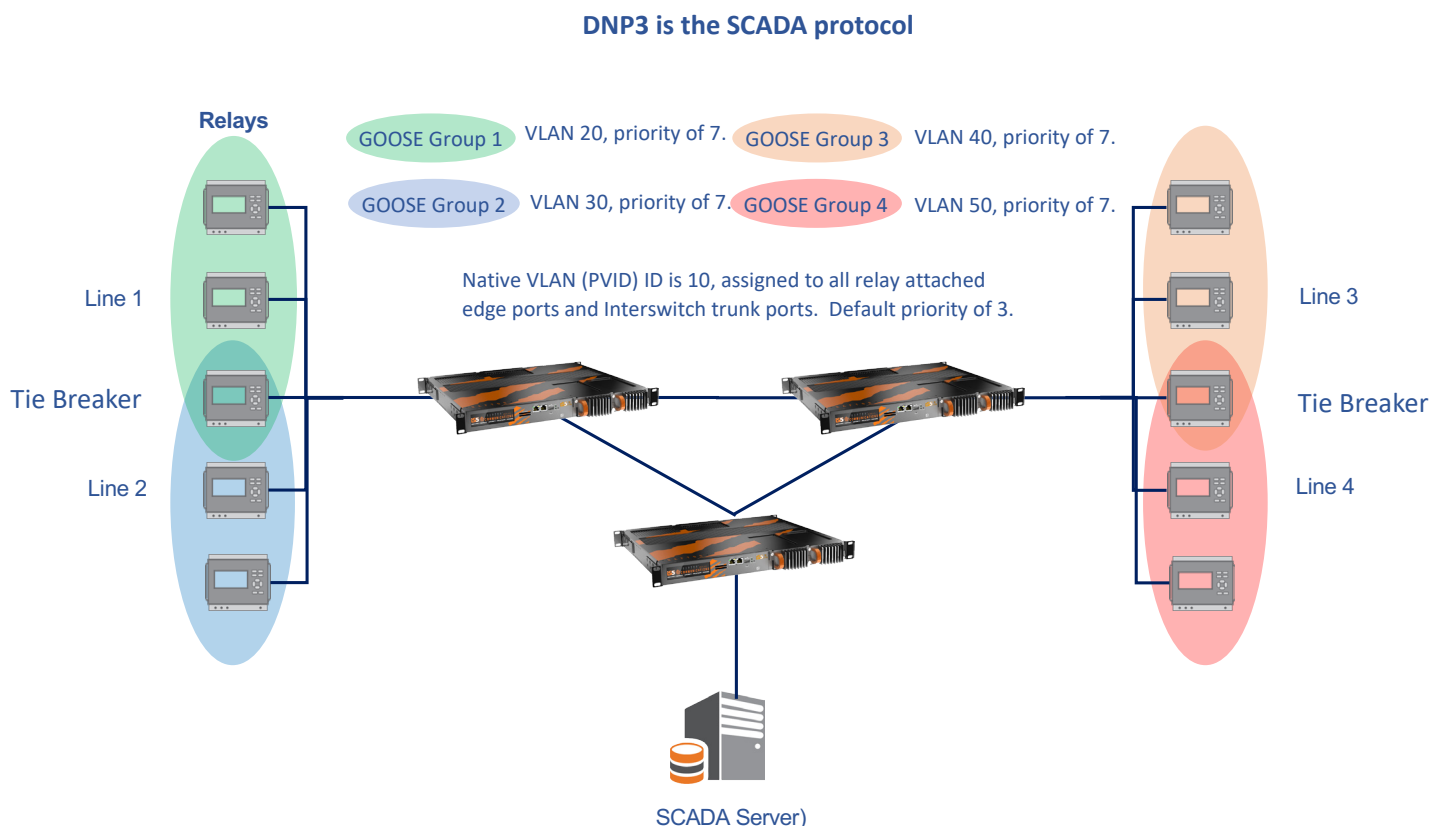 DNP3 is the SCADA protocol
Relays
GOOSE Group 1
VLAN 20, priority of 7.
GOOSE Group 3
VLAN 40, priority of 7.
GOOSE Group 2
VLAN 30, priority of 7.
GOOSE Group 4
VLAN 50, priority of 7.
Native VLAN (PVID) ID is 10, assigned to all relay attached
edge ports and Interswitch trunk ports.  Default priority of 3.
Line 1
Line 3
Tie Breaker
Tie Breaker
Line 2
Line 4
SCADA Server)